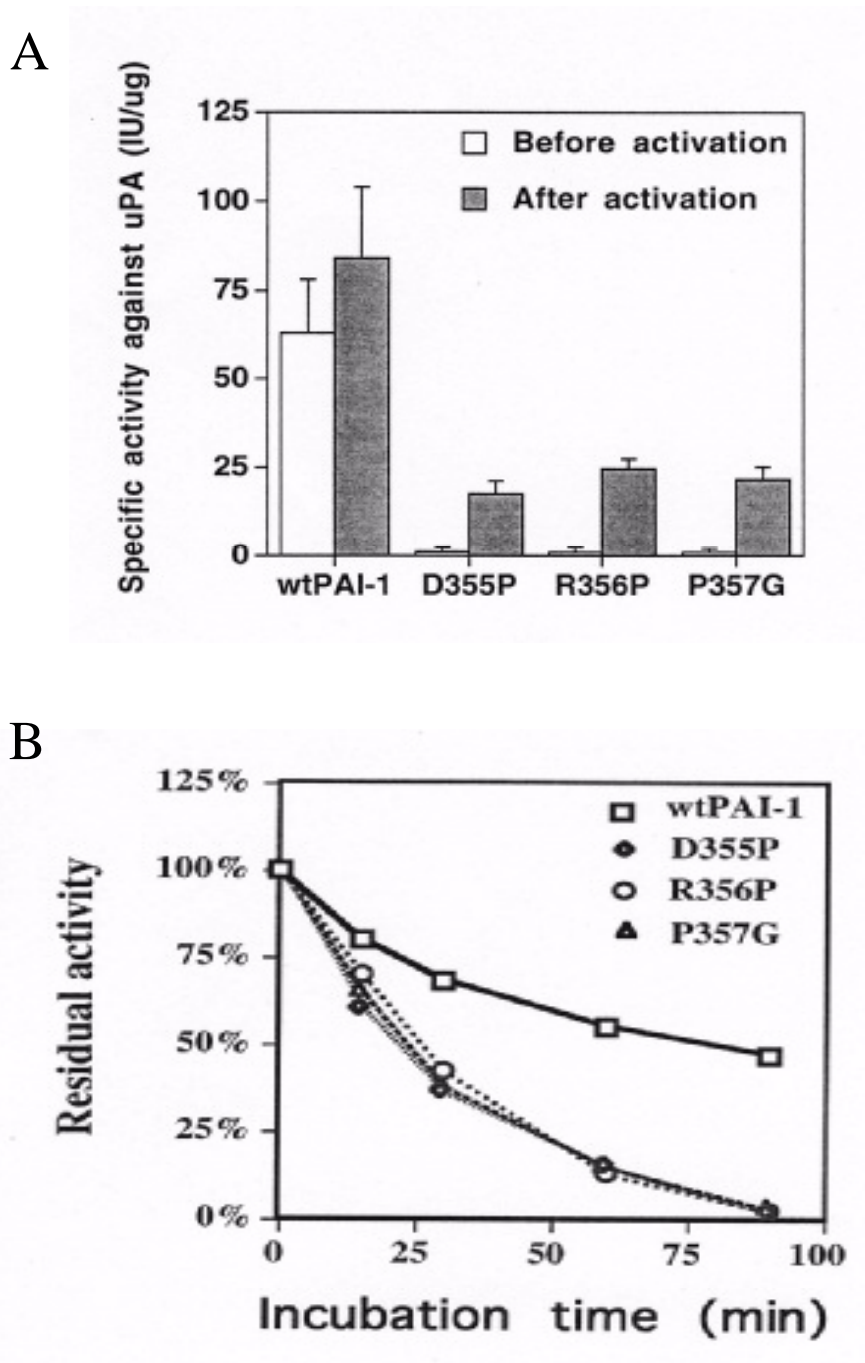 A
Specific activity against uPA (IU/ug)
125
100
75
50
25
0
Before activation
After activation
wtPAI-1 D355P R356P P357G
B
Residual activity
125%
100%
75%
50%
25%
0%
wtPAI-1
D355P
R356P
P357G
0 25 50 75 100
Incubation time (min)